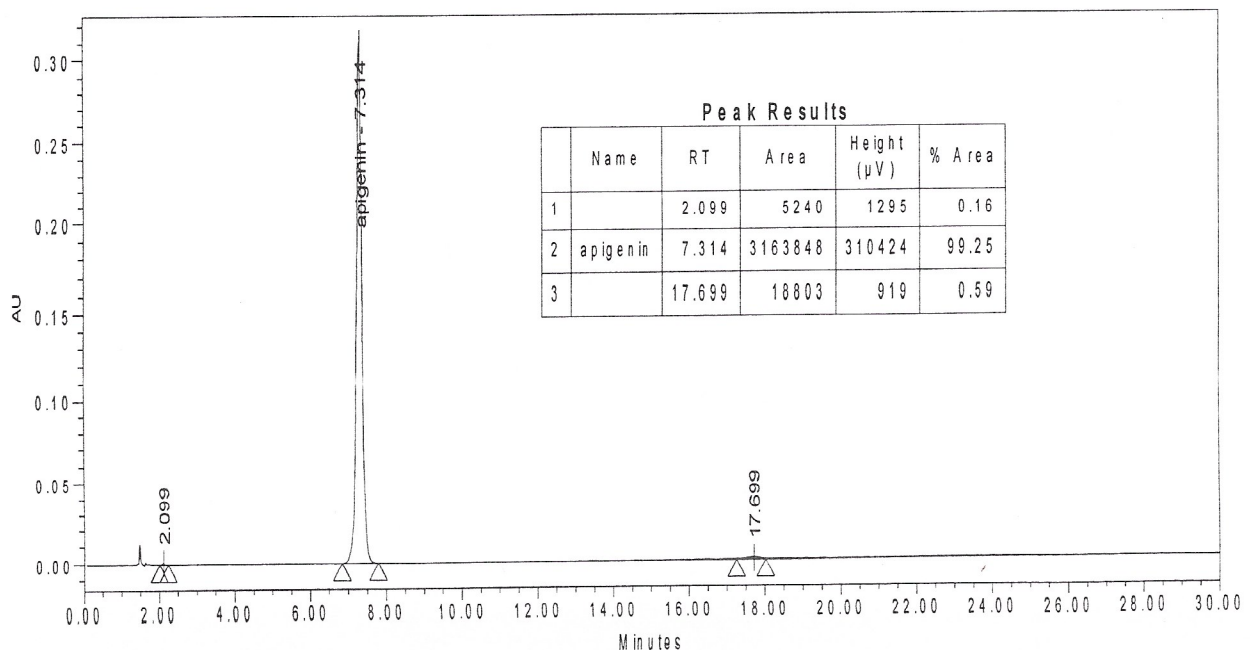 0.30
0.25
0.20
0.15
0.10
0.05
0.00
AU
apigenin - 7.314
2.099
17.699
Peak Results
Name RT Area Height (µV) % Area
1 2.099 5240 1295 0.16
2 apigenin 7.314 3163848 310424 99.25
3 17.699 18803 919 0.59
0.00 2.00 4.00 6.00 8.00 10.00 12.00 14.00 16.00 18.00 20.00 22.00 24.00 26.00 28.00 30.00
Minutes